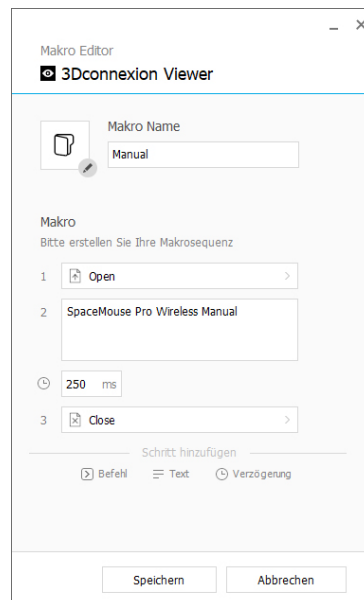 Makro Editor
3Dconnexion Viewer
Makro Name
Manual
Makro
Bitte erstellen Sie Ihre Makrosequenz
1 Open
2 SpaceMouse Pro Wireless Manual
250 ms
3 Close
Schritt hinzufügen
Befehl Text Verzögerung
Speichern Abbrechen